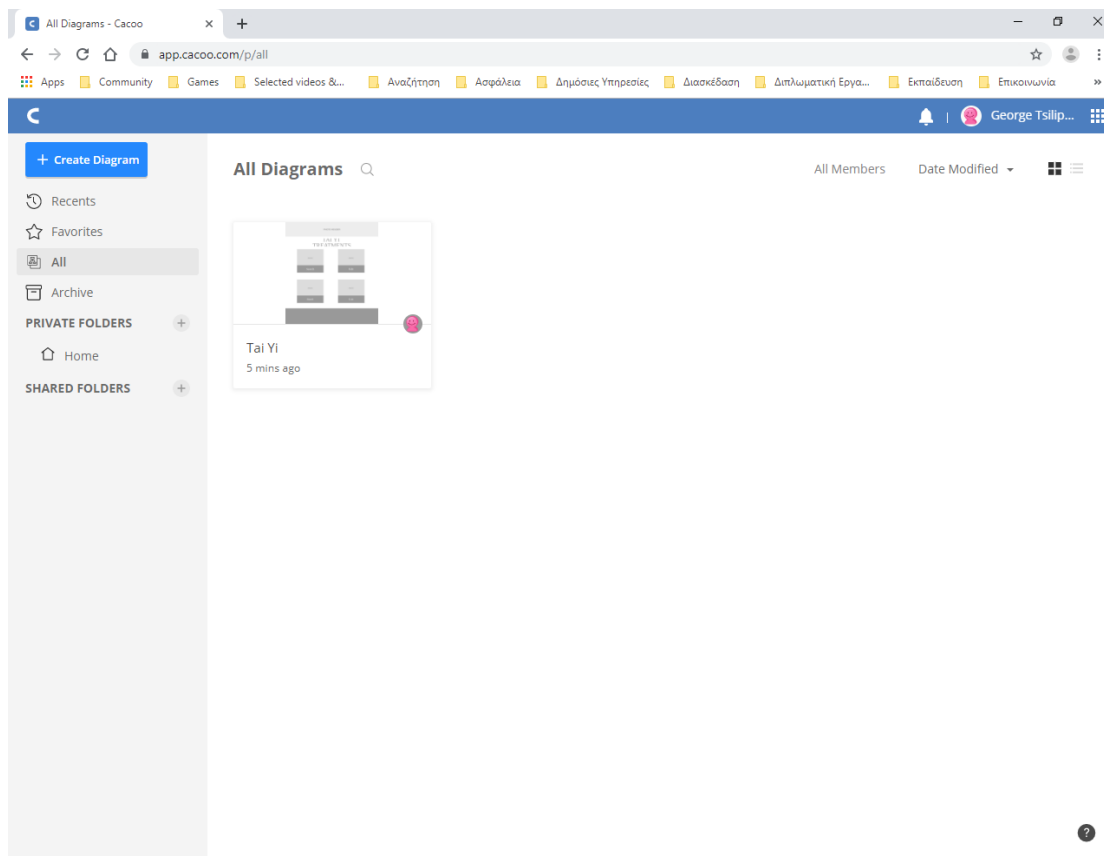 All Diagrams - Cacoo
app.cacoo.com/p/all
Apps Community Games Selected videos &... Αναζήτηση Ασφάλεια Δημόσιες Υπηρεσίες Διασκέδαση Διπλωματική Εργα... Εκπαίδευση Επικοινωνία »
George Tsilip...
+ Create Diagram
All Diagrams All Members Date Modified
Recents
Favorites
All
Archive
PRIVATE FOLDERS +
Home
SHARED FOLDERS +
TREATMENTS
Tai Yi
5 mins ago
?